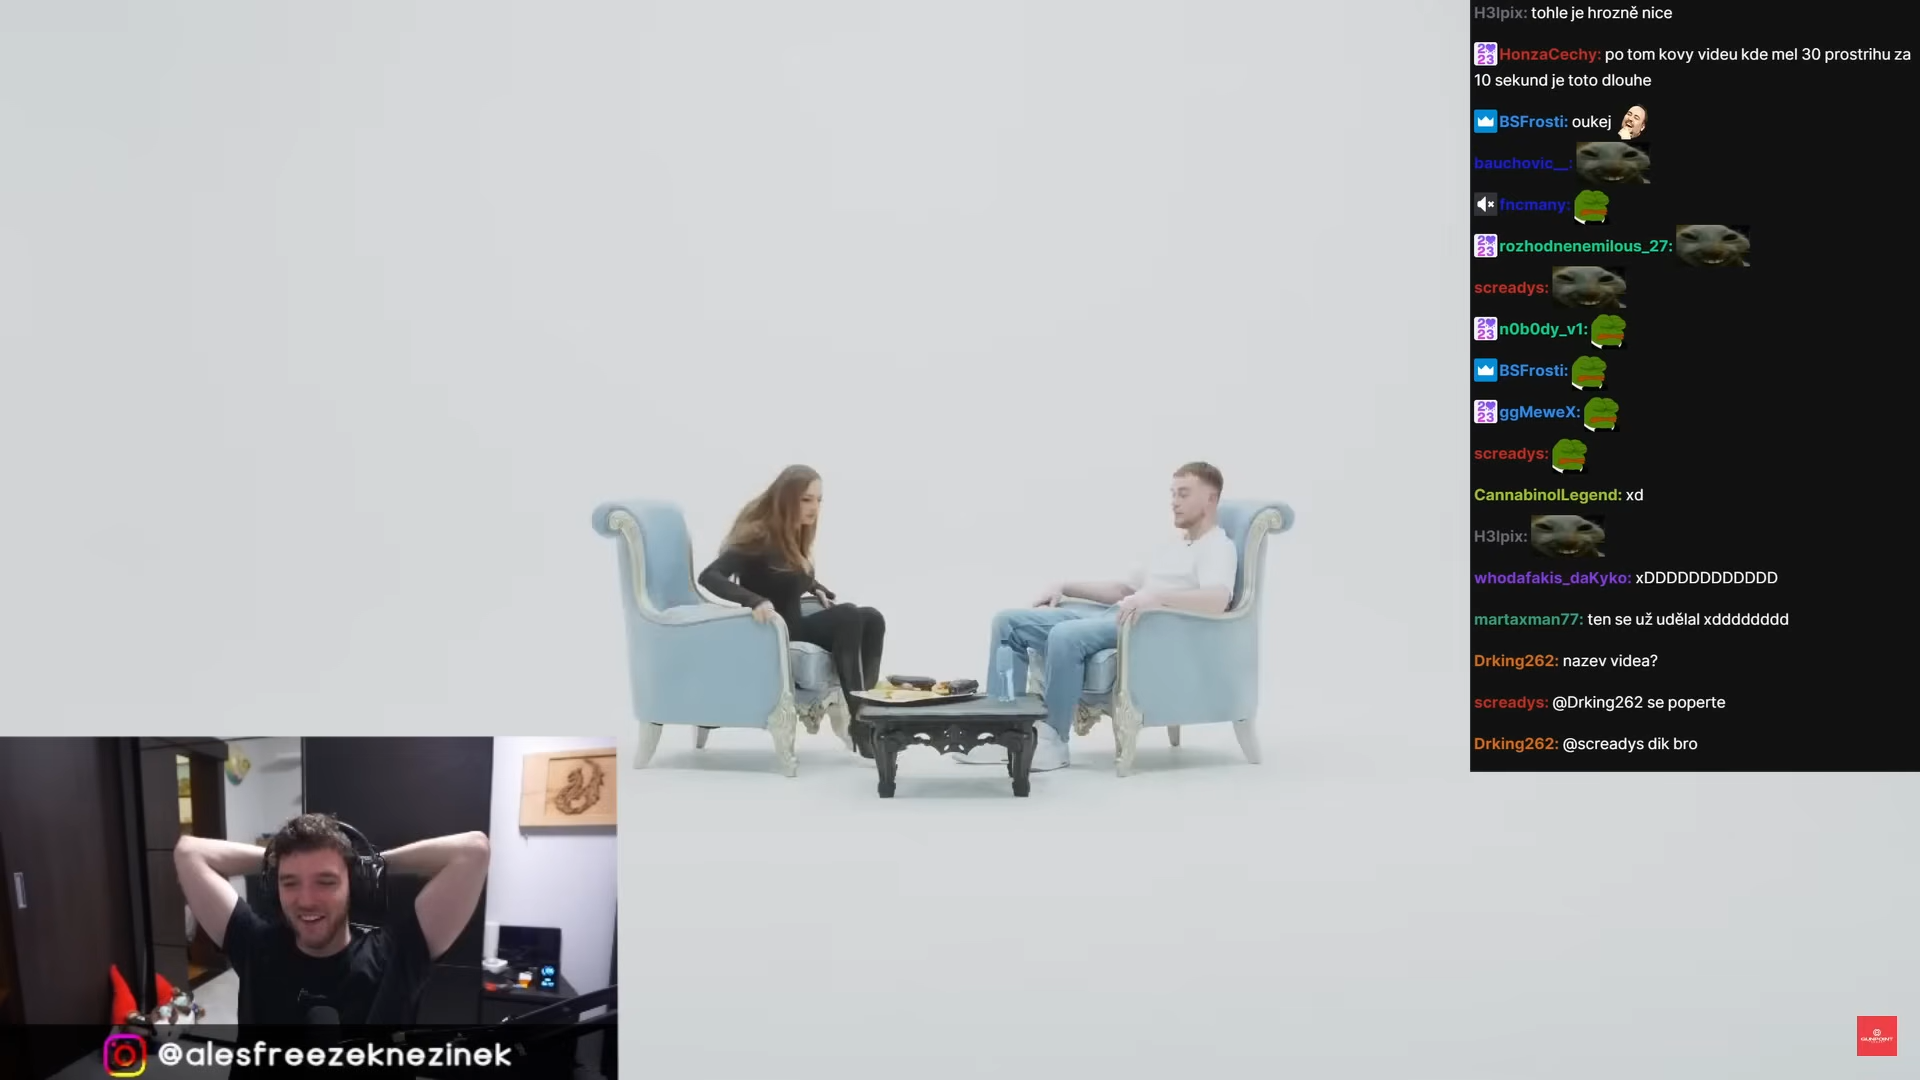 H3lpix: tohle je hrozně nice
HonzaCechy: po tom kovy videu kde mel 30 prostrihu za
10 sekund je toto dlouhe
BSFrosti: oukej
bauchovic__:
fncmany:
rozhodnenemilous_27:
screadys:
n0b0dy_v1:
BSFrosti:
ggMeweX:
screadys:
CannabinolLegend: xd
H3lpix:
whodafakis_daKyko: xDDDDDDDDDDDD
martaxman77: ten se už udělal xdddddddd
Drking262: nazev videa?
screadys: @Drking262 se poperte
Drking262: @screadys dik bro
@alesfreezeknezinek
GUNPOINT